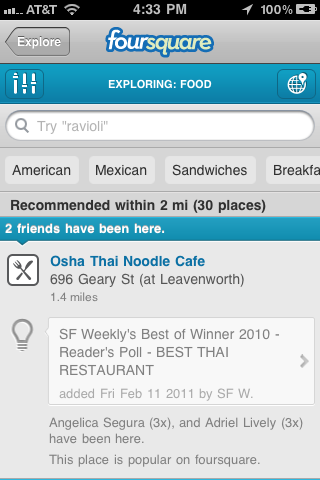 AT&T 4:33 PM 100%
Explore foursquare
EXPLORING: FOOD
Try "ravioli"
American Mexican Sandwiches Breakfa
Recommended within 2 mi (30 places)
2 friends have been here.
Osha Thai Noodle Cafe
696 Geary St (at Leavenworth)
1.4 miles
SF Weekly's Best of Winner 2010 -
Reader's Poll - BEST THAI
RESTAURANT
added Fri Feb 11 2011 by SF W.
Angelica Segura (3x), and Adriel Lively (3x)
have been here.
This place is popular on foursquare.